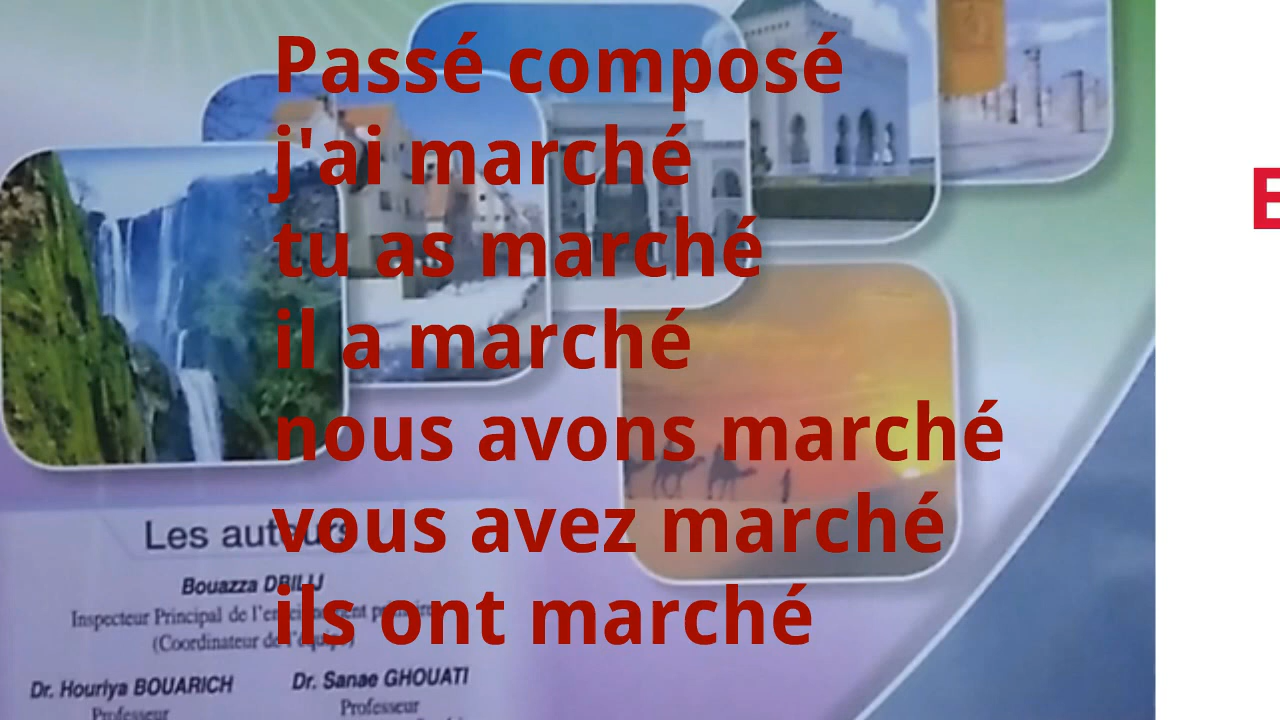 Passé composé
j'ai marché
tu as marché
il a marché
nous avons marché
vous avez marché
ils ont marché
E
Les auteurs
Bouazza DRILIJ
Inspecteur Principal de l'enseignement primaire
(Coordinateur de l'équipe)
Dr. Houriya BOUARICH
Professeur
Dr. Sanae GHOUATI
Professeur